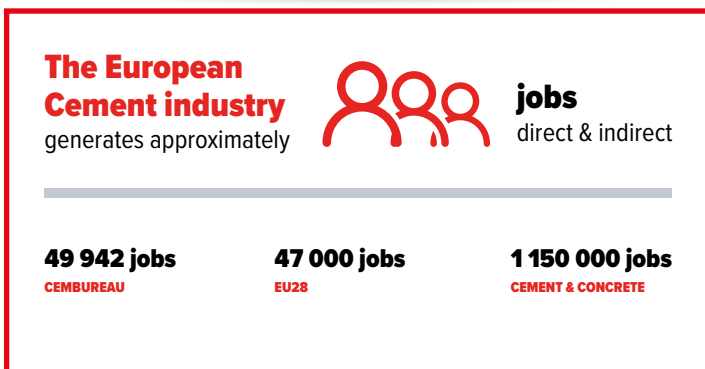 The European
Cement industry
generates approximately
jobs
direct & indirect
49 942 jobs
CEMBUREAU
47 000 jobs
EU28
1 150 000 jobs
CEMENT & CONCRETE